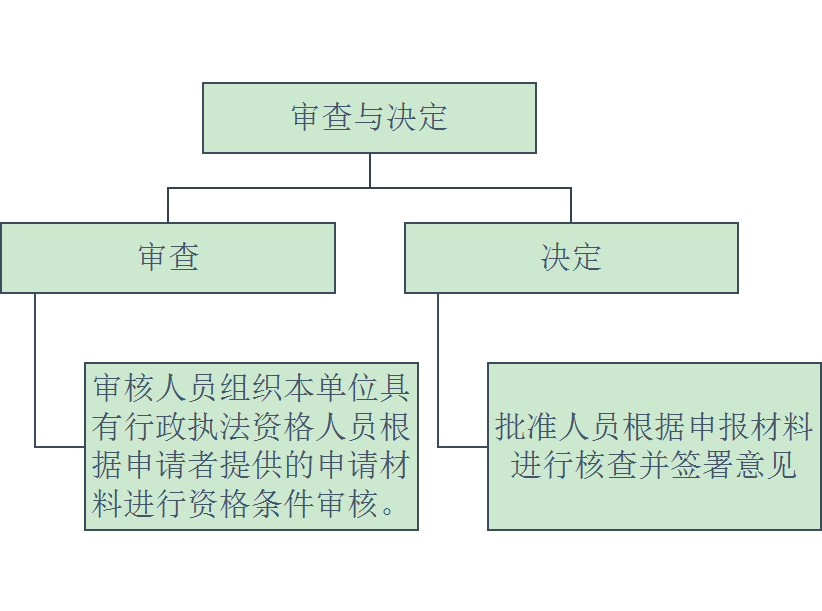 审查与决定
审查
决定
审核人员组织本单位具
有行政执法资格人员根
据申请者提供的申请材
料进行资格条件审核。
批准人员根据申报材料
进行核查并签署意见